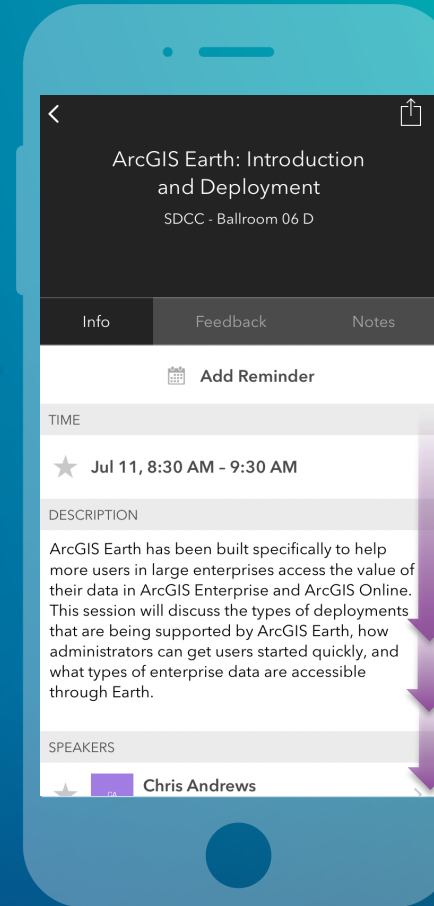 ArcGIS Earth: Introduction
and Deployment
SDCC - Ballroom 06 D
Info Feedback Notes
Add Reminder
TIME
Jul 11, 8:30 AM – 9:30 AM
DESCRIPTION
ArcGIS Earth has been built specifically to help
more users in large enterprises access the value of
their data in ArcGIS Enterprise and ArcGIS Online.
This session will discuss the types of deployments
that are being supported by ArcGIS Earth, how
administrators can get users started quickly, and
what types of enterprise data are accessible
through Earth.
SPEAKERS
CA
Chris Andrews